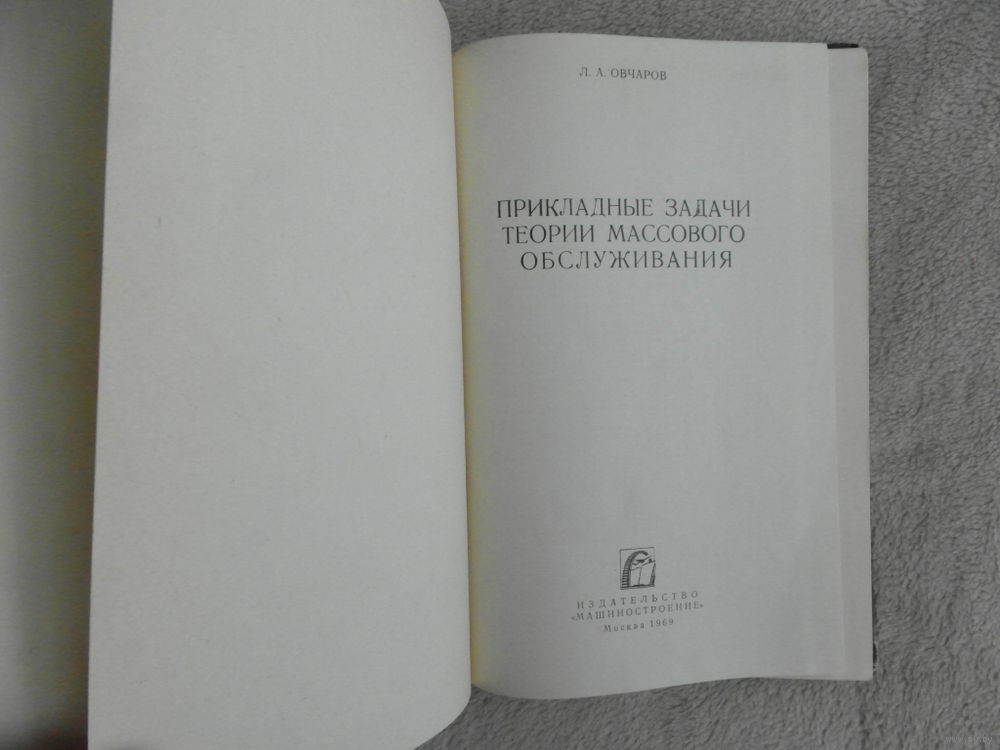 Л. А. ОВЧАРОВ
ПРИКЛАДНЫЕ ЗАДАЧИ
ТЕОРИИ МАССОВОГО
ОБСЛУЖИВАНИЯ
ИЗДАТЕЛЬСТВО
«МАШИНОСТРОЕНИЕ»
Москва 1969